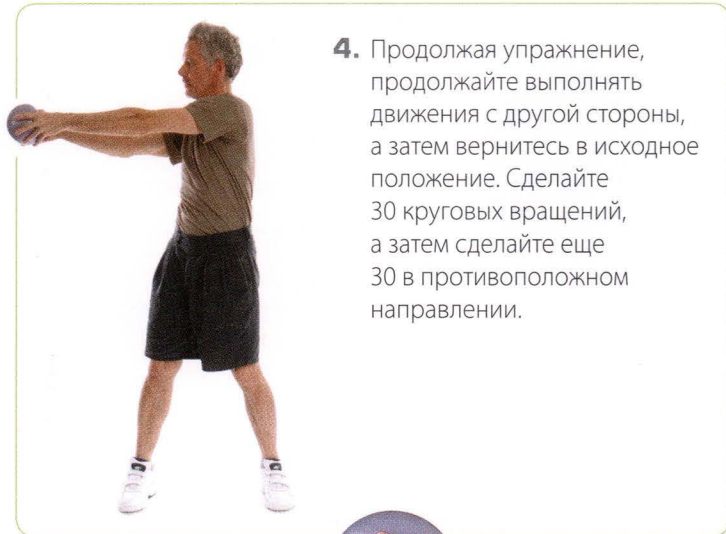 4. Продолжая упражнение,
продолжайте выполнять
движения с другой стороны,
а затем вернитесь в исходное
положение. Сделайте
30 круговых вращений,
а затем сделайте еще
30 в противоположном
направлении.